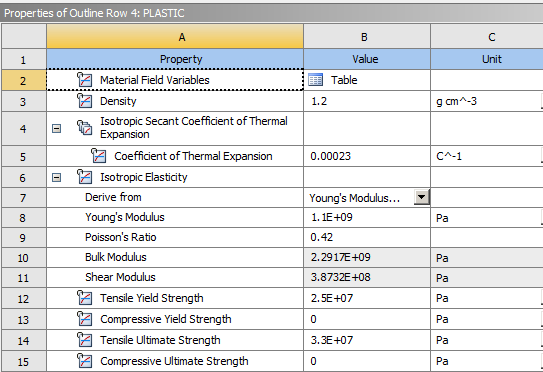 Properties of Outline Row 4: PLASTIC
A B C
1 Property Value Unit
2 Material Field Variables Table
3 Density 1.2 g cm^-3
4 Isotropic Secant Coefficient of Thermal
Expansion
5 Coefficient of Thermal Expansion 0.00023 C^-1
6 Isotropic Elasticity
7 Derive from Young's Modulus...
8 Young's Modulus 1.1E+09 Pa
9 Poisson's Ratio 0.42
10 Bulk Modulus 2.2917E+09 Pa
11 Shear Modulus 3.8732E+08 Pa
12 Tensile Yield Strength 2.5E+07 Pa
13 Compressive Yield Strength 0 Pa
14 Tensile Ultimate Strength 3.3E+07 Pa
15 Compressive Ultimate Strength 0 Pa